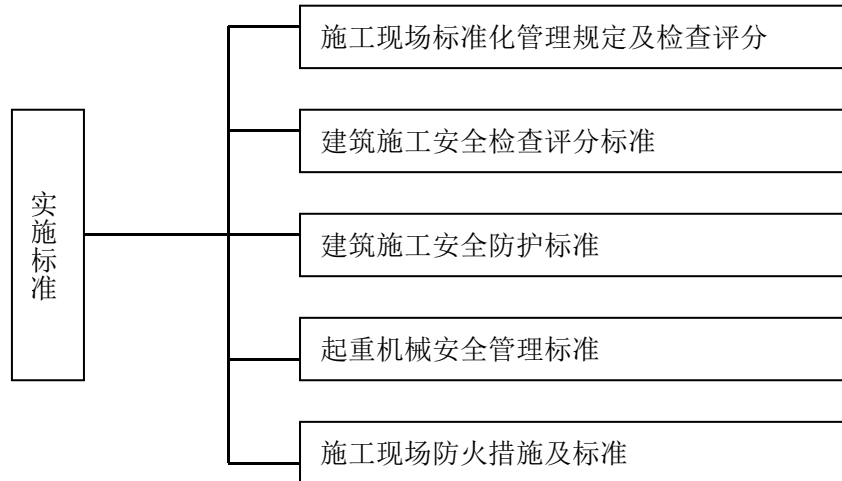 施工现场标准化管理规定及检查评分
建筑施工安全检查评分标准
实施标准
建筑施工安全防护标准
起重机械安全管理标准
施工现场防火措施及标准